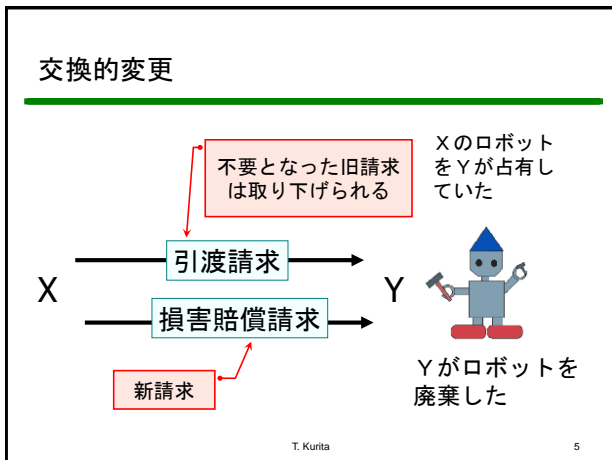 交換的変更
不要となった旧請求
は取り下げられる
Xのロボット
をYが占有し
ていた
引渡請求
X
Y
損害賠償請求
新請求
Yがロボットを
廃棄した
T. Kurita
5